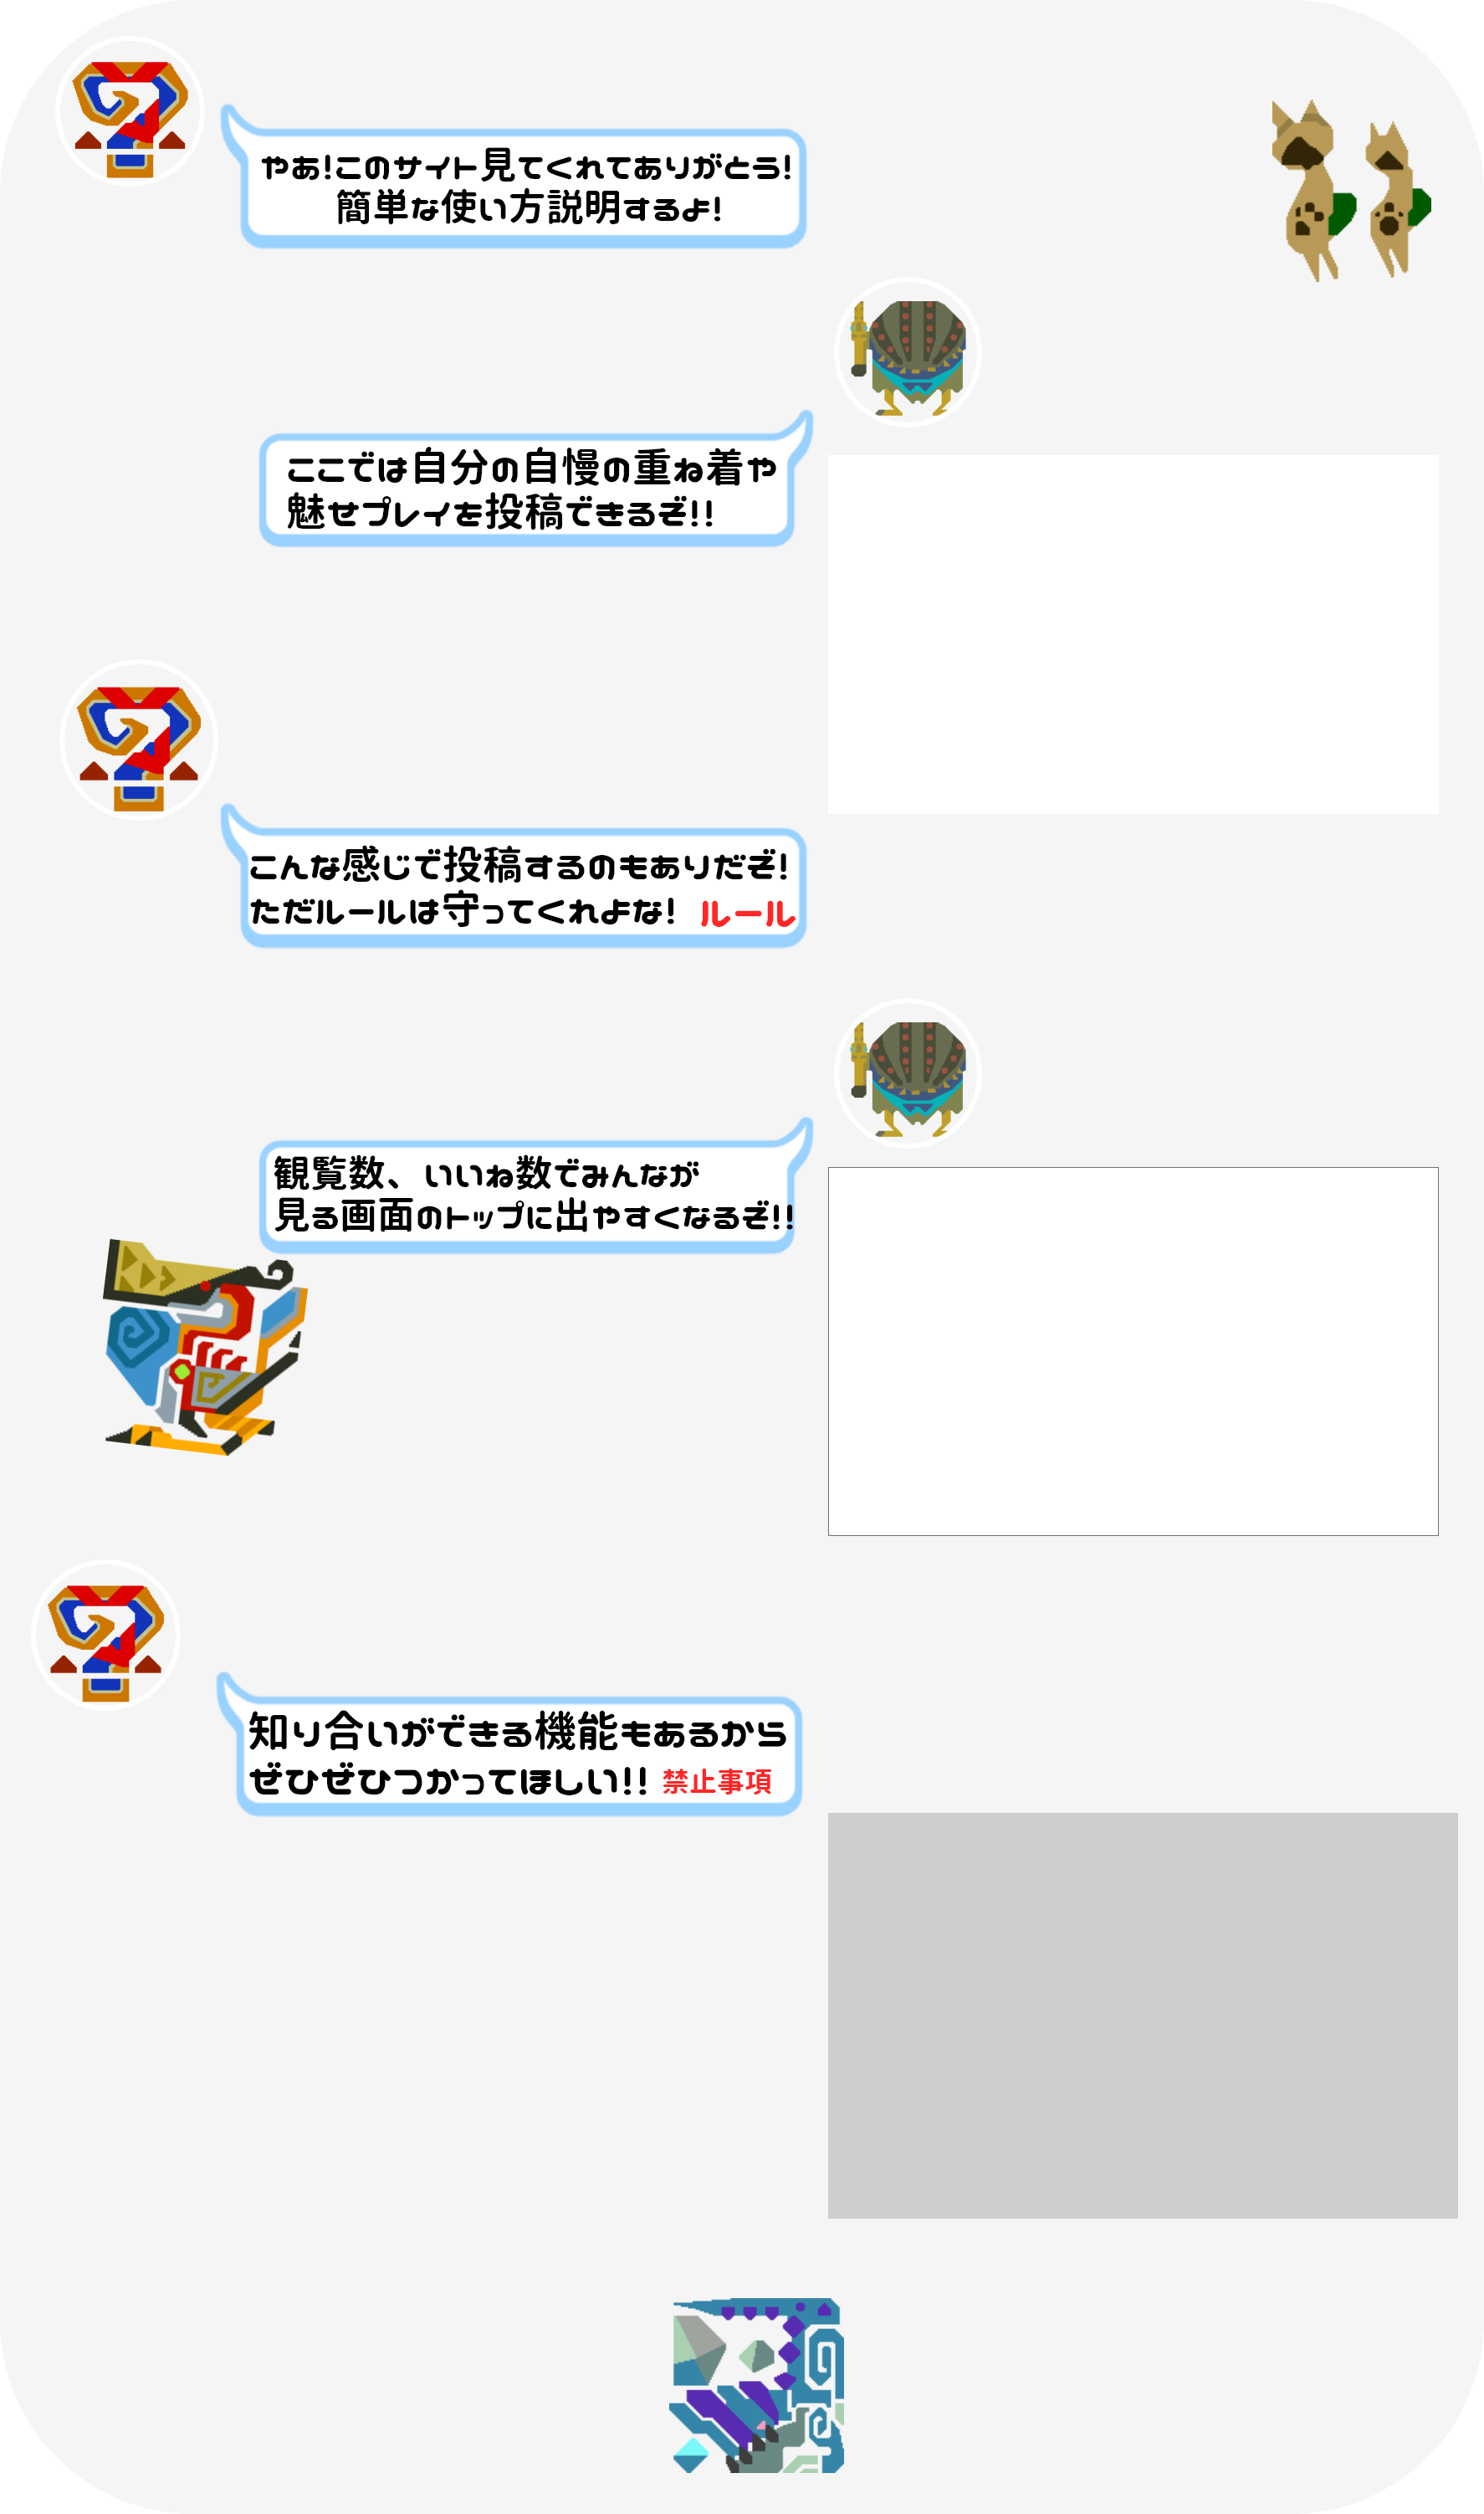 やぁ!このサイト見てくれてありがとう!
簡単な使い方説明するよ!
ここでは自分の自慢の重ね着や
魅せプレイを投稿できるぞ!!
こんな感じで投稿するのもありだぞ!
ただルールは守ってくれよな! ルール
観覧数、いいね数でみんなが
見る画面のトップに出やすくなるぞ!!
知り合いができる機能もあるから
ぜひぜひつかってほしい!! 禁止事項